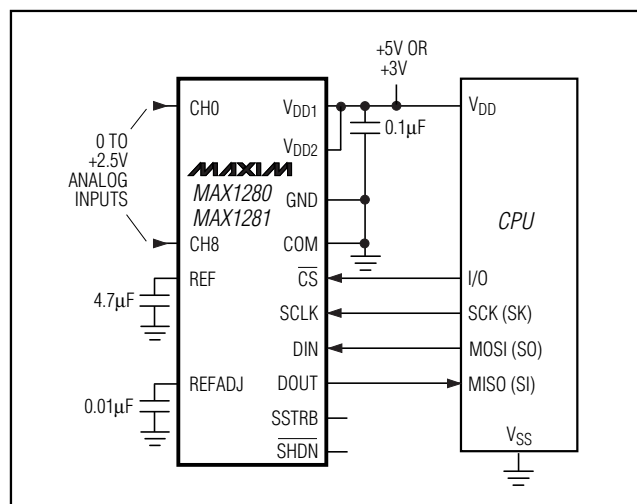 +5V OR
+3V
CH0
VDD1
VDD2
VDD
0.1µF
0 TO
+2.5V
ANALOG
INPUTS
MAXIM
MAX1280
MAX1281
GND
CPU
CH8
COM
REF
CS
I/O
4.7µF
SCLK
SCK (SK)
DIN
MOSI (SO)
REFADJ
DOUT
MISO (SI)
0.01µF
SSTRB
SHDN
VSS